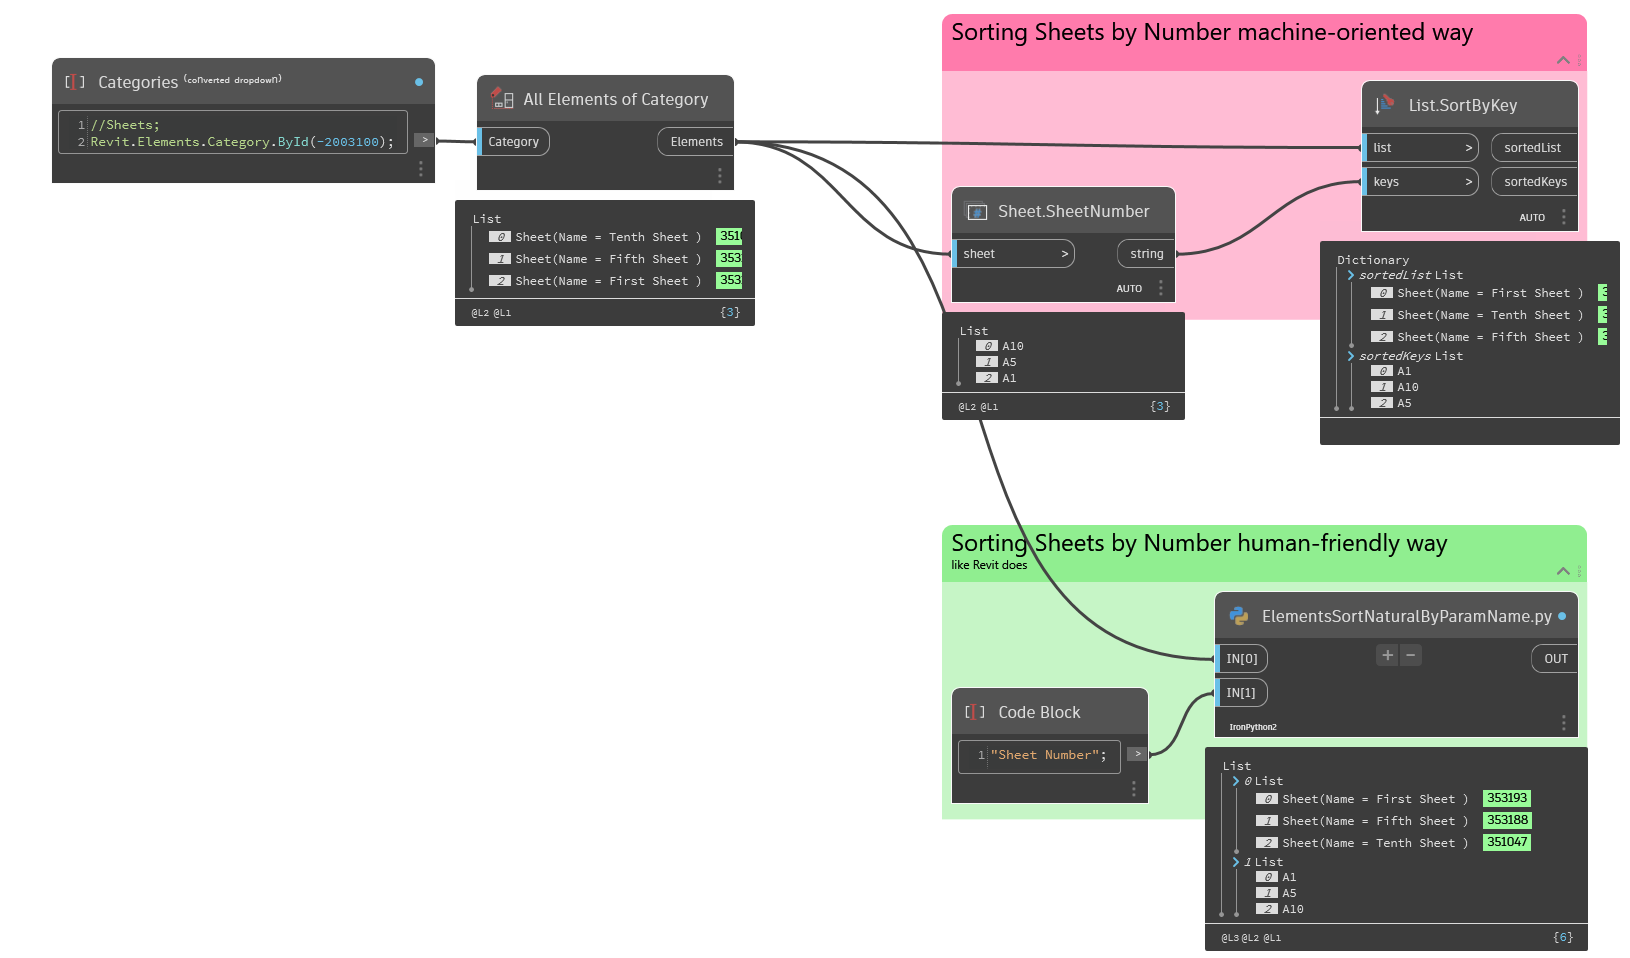 Categories (converted dropdown)
1 //Sheets;
2 Revit.Elements.Category.ById(-2003100);
>
All Elements of Category
Category
Elements
List
0 Sheet(Name = Tenth Sheet )
1 Sheet(Name = Fifth Sheet ) 353
2 Sheet(Name = First Sheet ) 353
@L2 @L1 {3}
Sorting Sheets by Number machine-oriented way
List.SortByKey
list > sortedList
keys > sortedKeys
AUTO
Sheet.SheetNumber
sheet > string
AUTO
List
0 A10
1 A5
2 A1
@L2 @L1 {3}
Dictionary
sortedList List
0 Sheet(Name = First Sheet )
1 Sheet(Name = Tenth Sheet )
2 Sheet(Name = Fifth Sheet )
sortedKeys List
0 A1
1 A10
2 A5
Sorting Sheets by Number human-friendly way
like Revit does
ElementsSortNaturalByParamName.py
IN[0] + − OUT
IN[1]
IronPython2
Code Block
1 "Sheet Number"; >
List
0 List
0 Sheet(Name = First Sheet ) 353193
1 Sheet(Name = Fifth Sheet ) 353188
2 Sheet(Name = Tenth Sheet ) 351047
1 List
0 A1
1 A5
2 A10
@L3 @L2 @L1 {6}